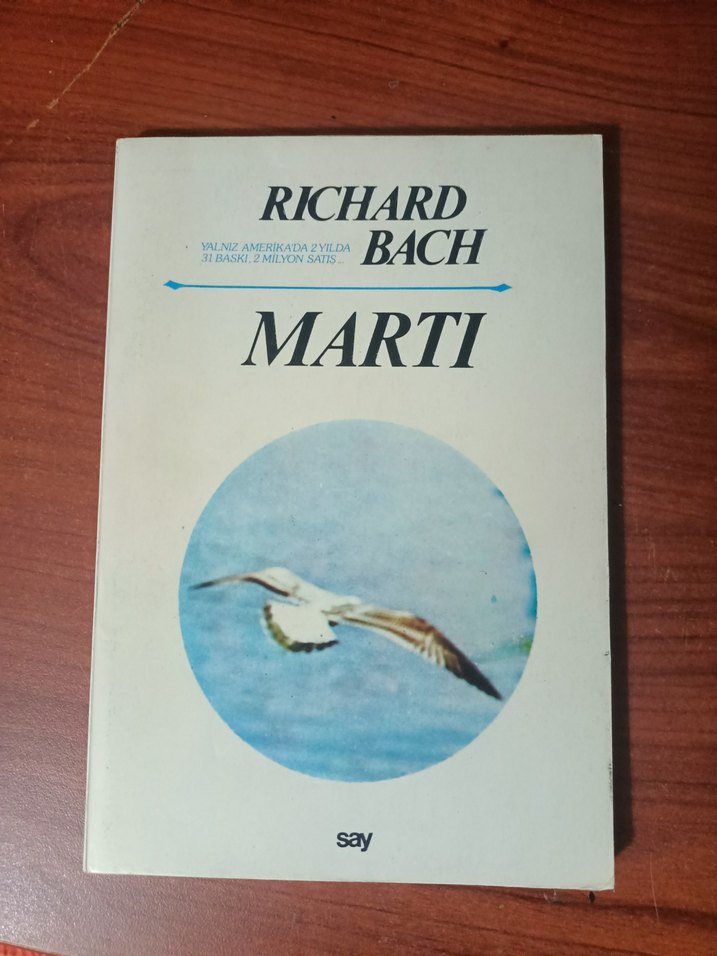 RICHARD
BACH
YALNIZ AMERİKA'DA 2 YILDA
31 BASKI, 2 MİLYON SATIŞ...
MARTI
say